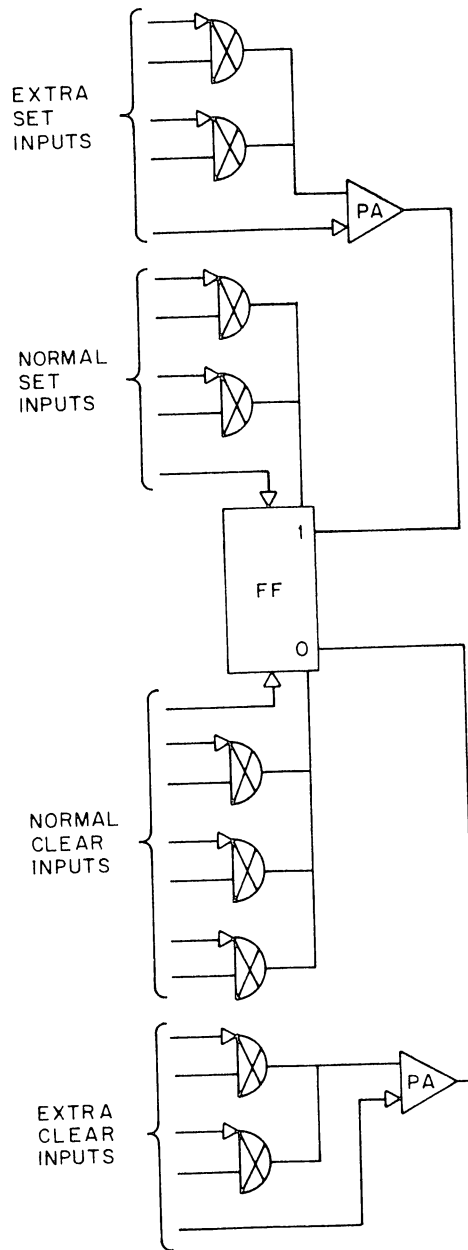 EXTRA
SET
INPUTS
PA
NORMAL
SET
INPUTS
1
FF
0
NORMAL
CLEAR
INPUTS
EXTRA
CLEAR
INPUTS
PA